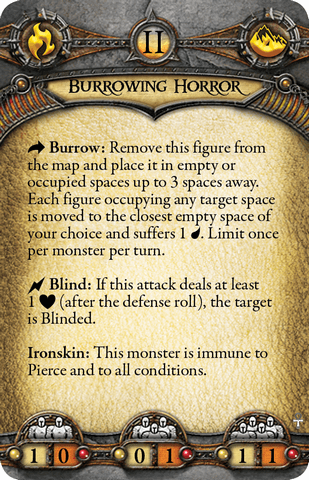 II
BURROWING HORROR
Burrow: Remove this figure from
the map and place it in empty or
occupied spaces up to 3 spaces away.
Each figure occupying any target space
is moved to the closest empty space of
your choice and suffers 1 . Limit once
per monster per turn.
Blind: If this attack deals at least
1 (after the defense roll), the target
is Blinded.
Ironskin: This monster is immune to
Pierce and to all conditions.
1 0 0 1 1 1